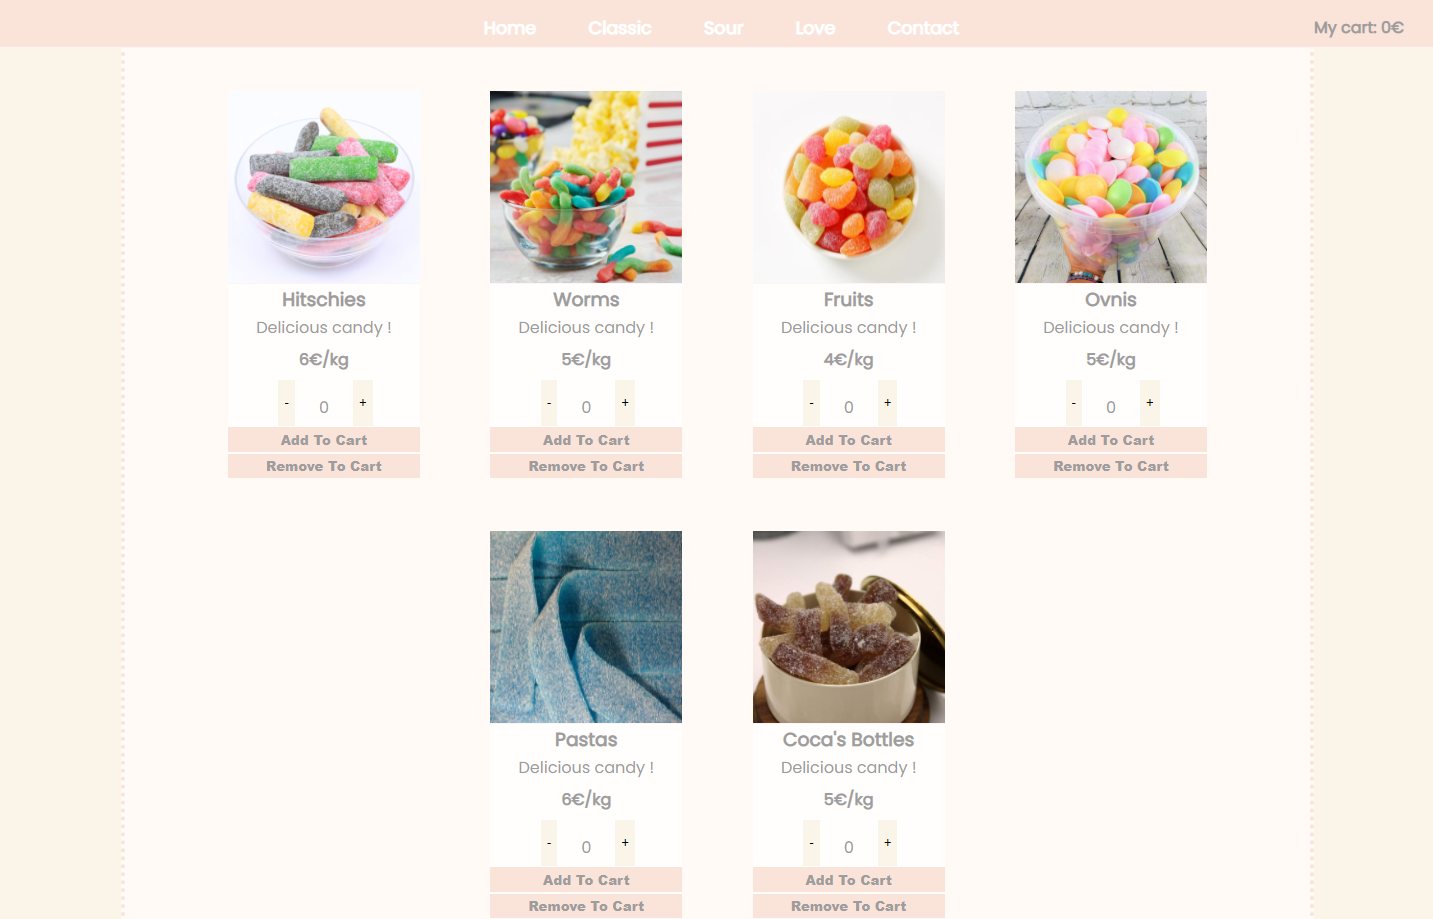 Home Classic Sour Love Contact My cart: 0€
Hitschies Worms Fruits Ovnis
Delicious candy ! Delicious candy ! Delicious candy ! Delicious candy !
6€/kg 5€/kg 4€/kg 5€/kg
- 0 + - 0 + - 0 + - 0 +
Add To Cart Add To Cart Add To Cart Add To Cart
Remove To Cart Remove To Cart Remove To Cart Remove To Cart
Pastas Coca's Bottles
Delicious candy ! Delicious candy !
6€/kg 5€/kg
- 0 + - 0 +
Add To Cart Add To Cart
Remove To Cart Remove To Cart